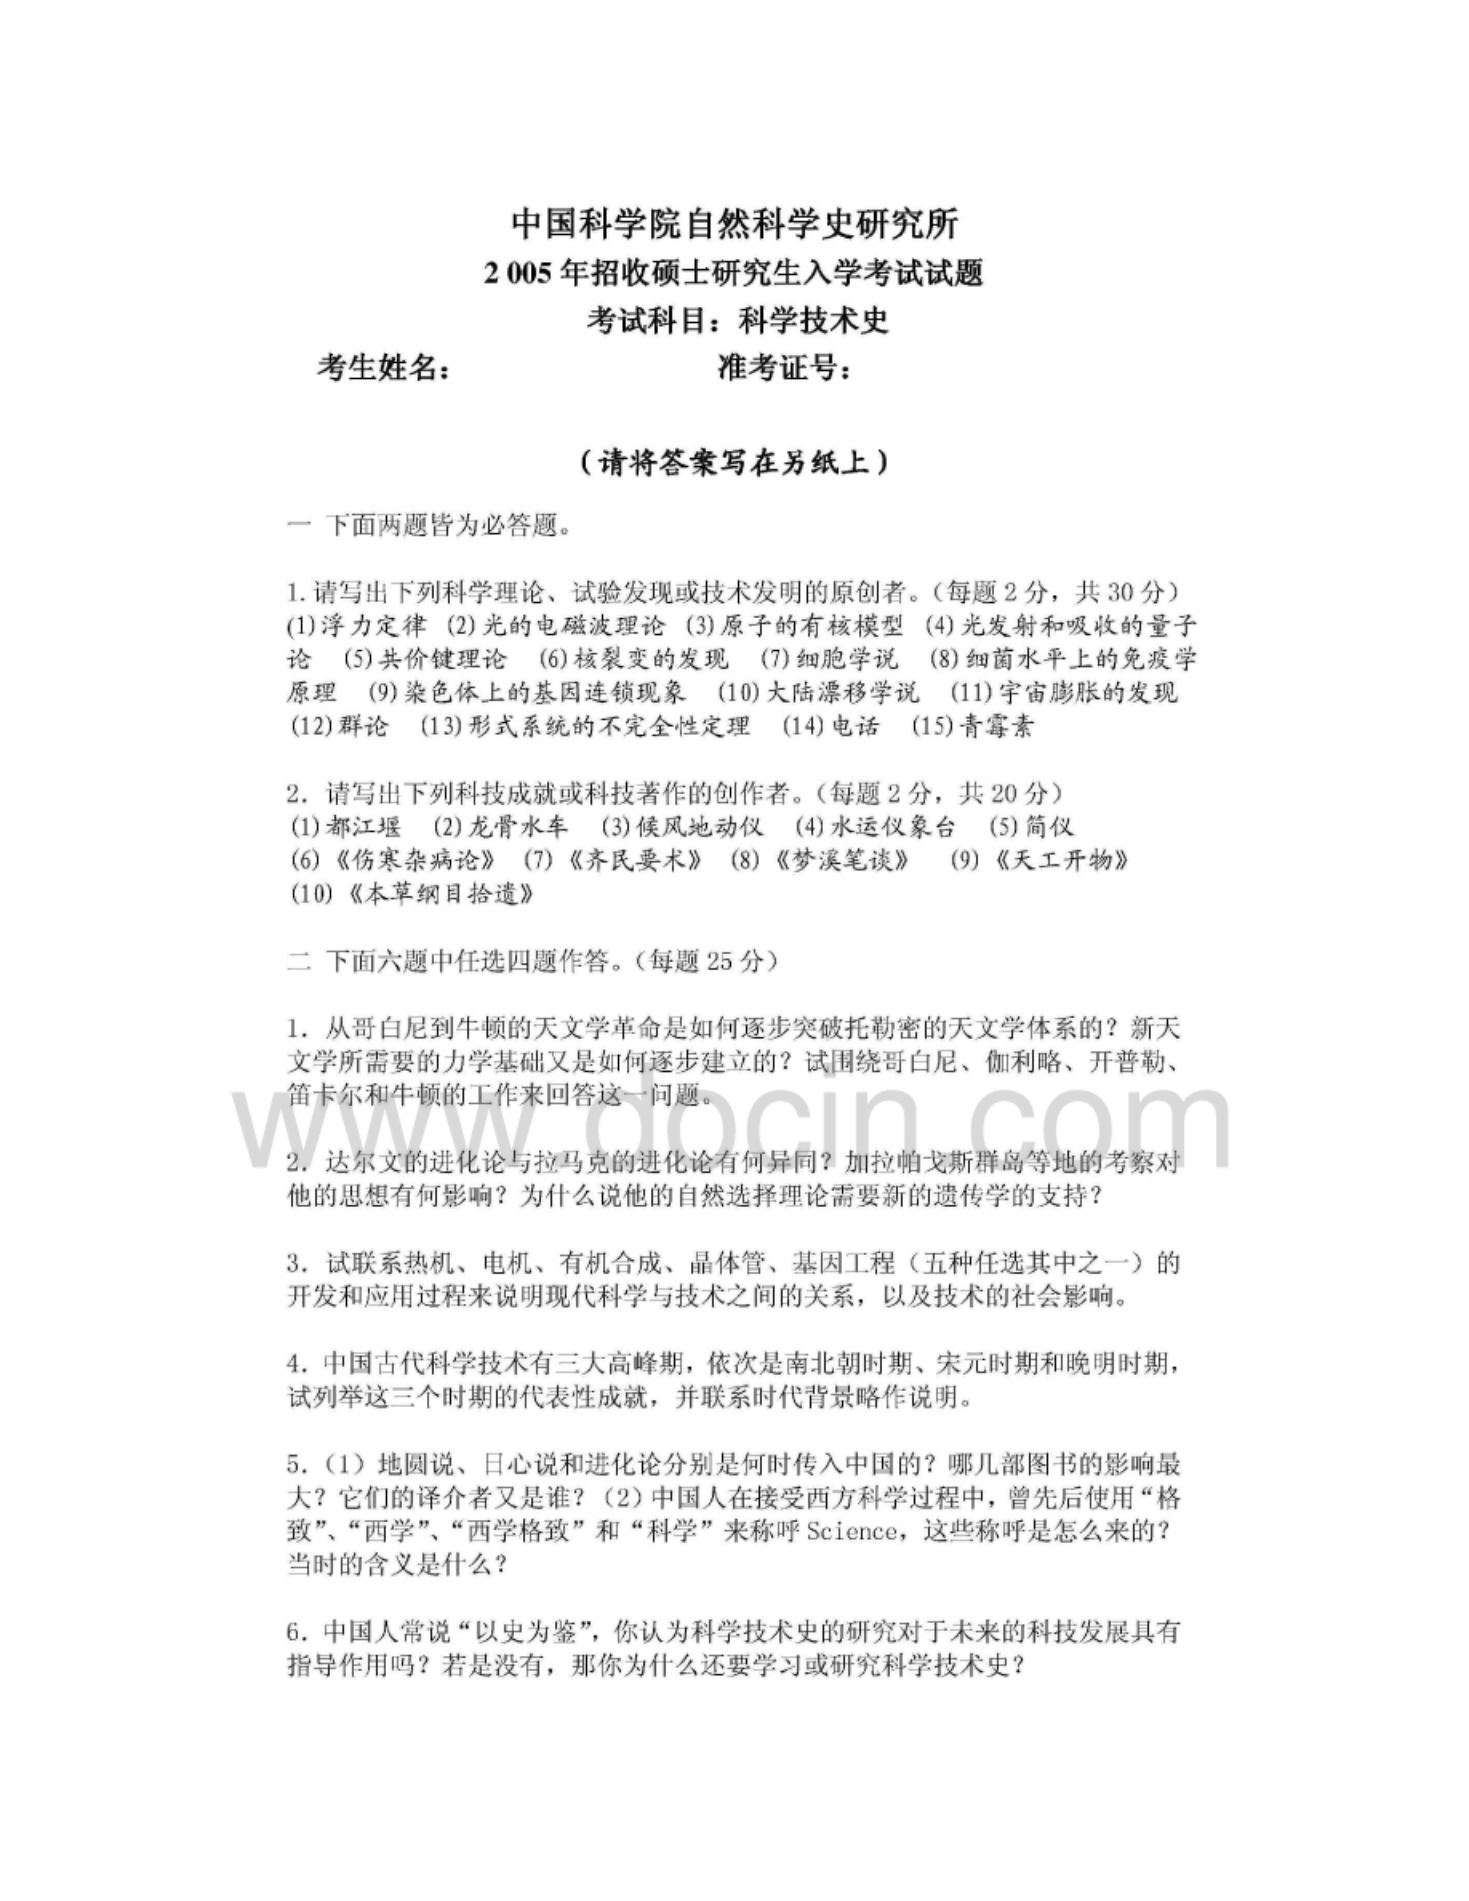 中国科学院自然科学史研究所
2 005 年招收硕士研究生入学考试试题
考试科目：科学技术史
考生姓名： 准考证号：
（请将答案写在另纸上）
一 下面两题皆为必答题。
1.请写出下列科学理论、试验发现或技术发明的原创者。（每题 2 分，共 30 分）
(1)浮力定律 (2)光的电磁波理论 (3)原子的有核模型 (4)光发射和吸收的量子
论 (5)共价键理论 (6)核裂变的发现 (7)细胞学说 (8)细菌水平上的免疫学
原理 (9)染色体上的基因连锁现象 (10)大陆漂移学说 (11)宇宙膨胀的发现
(12)群论 (13)形式系统的不完全性定理 (14)电话 (15)青霉素
2．请写出下列科技成就或科技著作的创作者。（每题 2 分，共 20 分）
(1)都江堰 (2)龙骨水车 (3)候风地动仪 (4)水运仪象台 (5)简仪
(6)《伤寒杂病论》 (7)《齐民要术》 (8)《梦溪笔谈》 (9)《天工开物》
(10)《本草纲目拾遗》
二 下面六题中任选四题作答。（每题 25 分）
1．从哥白尼到牛顿的天文学革命是如何逐步突破托勒密的天文学体系的？新天
文学所需要的力学基础又是如何逐步建立的？试围绕哥白尼、伽利略、开普勒、
笛卡尔和牛顿的工作来回答这一问题。
www.docin.com
2．达尔文的进化论与拉马克的进化论有何异同？加拉帕戈斯群岛等地的考察对
他的思想有何影响？为什么说他的自然选择理论需要新的遗传学的支持？
3．试联系热机、电机、有机合成、晶体管、基因工程（五种任选其中之一）的
开发和应用过程来说明现代科学与技术之间的关系，以及技术的社会影响。
4．中国古代科学技术有三大高峰期，依次是南北朝时期、宋元时期和晚明时期，
试列举这三个时期的代表性成就，并联系时代背景略作说明。
5．（1）地圆说、日心说和进化论分别是何时传入中国的？哪几部图书的影响最
大？它们的译介者又是谁？（2）中国人在接受西方科学过程中，曾先后使用“格
致”、“西学”、“西学格致”和“科学”来称呼 Science，这些称呼是怎么来的？
当时的含义是什么？
6．中国人常说“以史为鉴”，你认为科学技术史的研究对于未来的科技发展具有
指导作用吗？若是没有，那你为什么还要学习或研究科学技术史？